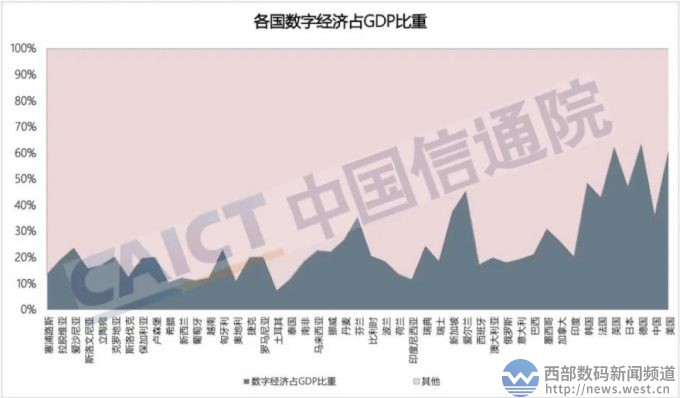 各国数字经济占GDP比重
100%
90%
80%
70%
60%
50%
40%
30%
20%
10%
0%
CAICT 中国信通院
塞浦路斯
拉脱维亚
爱沙尼亚
斯洛文尼亚
立陶宛
克罗地亚
斯洛伐克
保加利亚
卢森堡
希腊
新西兰
葡萄牙
越南
匈牙利
奥地利
捷克
罗马尼亚
土耳其
泰国
南非
马来西亚
挪威
丹麦
芬兰
比利时
波兰
荷兰
印度尼西亚
瑞典
瑞士
新加坡
爱尔兰
西班牙
澳大利亚
俄罗斯
意大利
巴西
墨西哥
加拿大
印度
韩国
法国
英国
日本
德国
中国
美国
数字经济占GDP比重
其他
西部数码新闻频道
http://news.west.cn